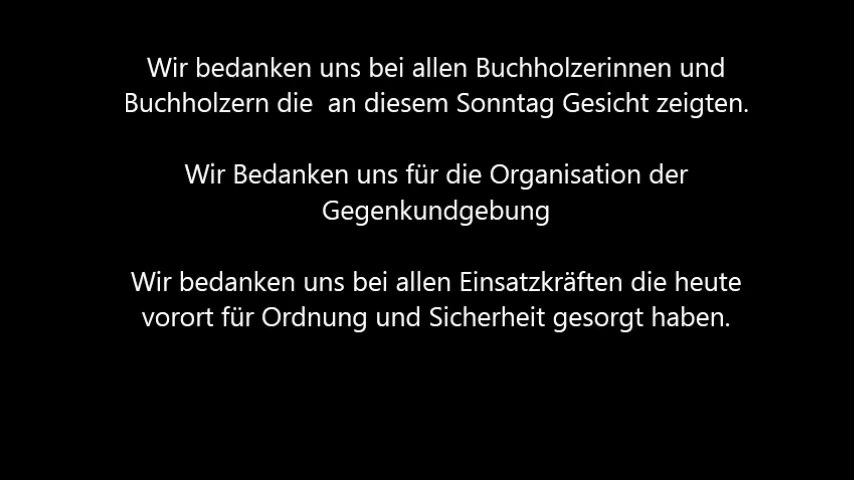 Wir bedanken uns bei allen Buchholzerinnen und
Buchholzern die  an diesem Sonntag Gesicht zeigten.
Wir Bedanken uns für die Organisation der
Gegenkundgebung
Wir bedanken uns bei allen Einsatzkräften die heute
vorort für Ordnung und Sicherheit gesorgt haben.